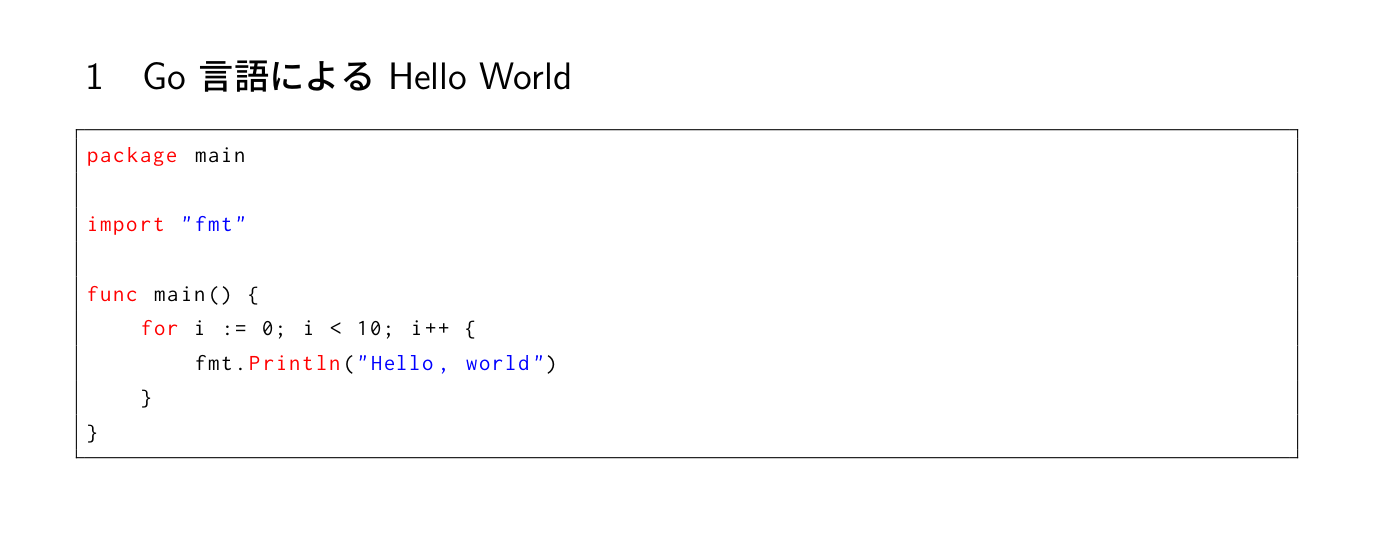 1 Go 言語による Hello World
package main
import "fmt"
func main() {
    for i := 0; i < 10; i++ {
        fmt.Println("Hello, world")
    }
}